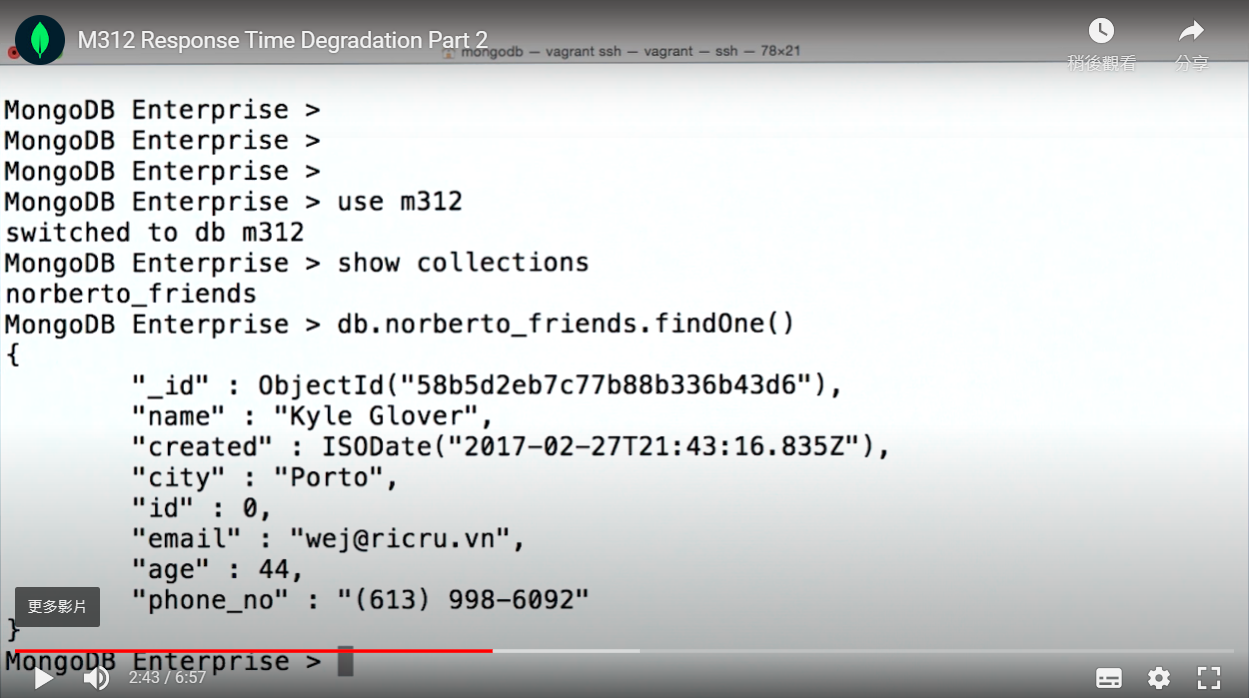 M312 Response Time Degradation Part 2
mongodb — vagrant ssh — vagrant — ssh — 78×21
稍後觀看
分享
MongoDB Enterprise >
MongoDB Enterprise >
MongoDB Enterprise >
MongoDB Enterprise > use m312
switched to db m312
MongoDB Enterprise > show collections
norberto_friends
MongoDB Enterprise > db.norberto_friends.findOne()
{
"_id" : ObjectId("58b5d2eb7c77b88b336b43d6"),
"name" : "Kyle Glover",
"created" : ISODate("2017-02-27T21:43:16.835Z"),
"city" : "Porto",
"id" : 0,
"email" : "wej@ricru.vn",
"age" : 44,
"phone_no" : "(613) 998-6092"
更多影片
}
MongoDB Enterprise >
2:43 / 6:57